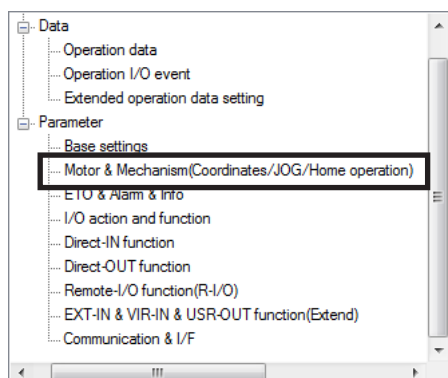 Data
Operation data
Operation I/O event
Extended operation data setting
Parameter
Base settings
Motor & Mechanism(Coordinates/JOG/Home operation)
ETO & Alarm & Info
I/O action and function
Direct-IN function
Direct-OUT function
Remote-I/O function(R-I/O)
EXT-IN & VIR-IN & USR-OUT function(Extend)
Communication & I/F